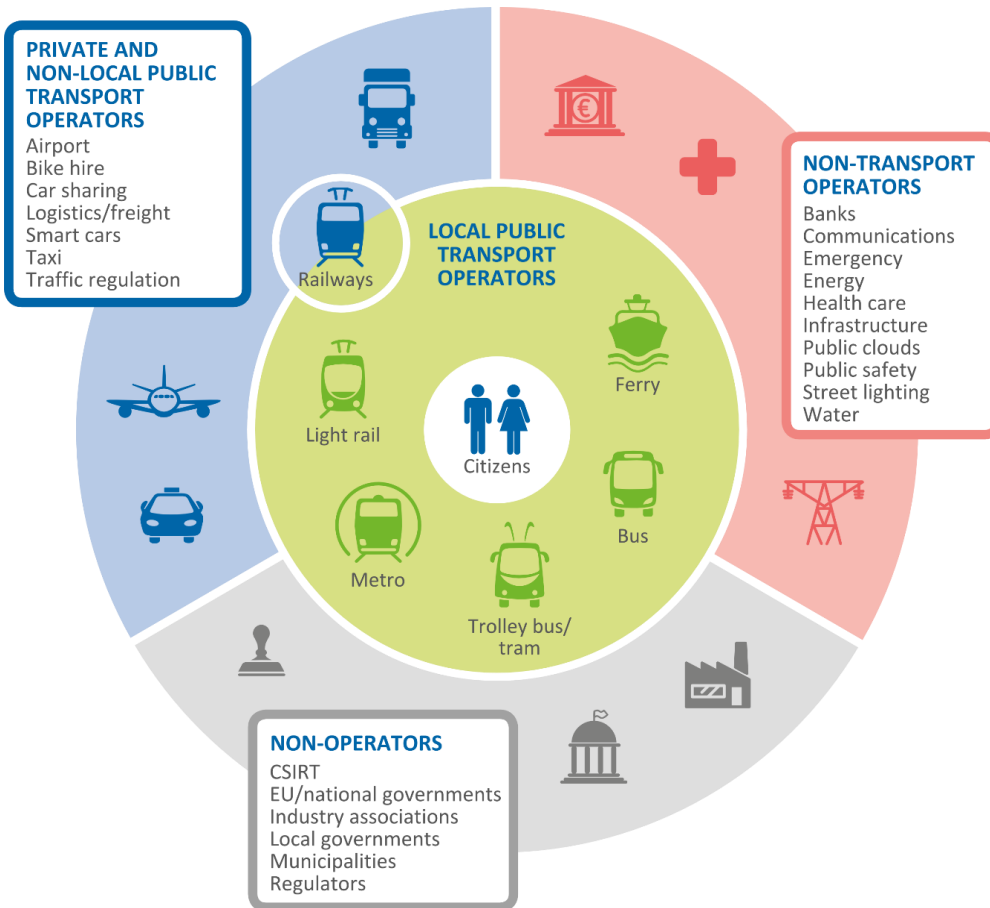 PRIVATE AND
NON-LOCAL PUBLIC
TRANSPORT
OPERATORS
Airport
Bike hire
Car sharing
Logistics/freight
Smart cars
Taxi
Traffic regulation
Railways
LOCAL PUBLIC
TRANSPORT
OPERATORS
Light rail
Ferry
Citizens
Metro
Bus
Trolley bus/
tram
NON-TRANSPORT
OPERATORS
Banks
Communications
Emergency
Energy
Health care
Infrastructure
Public clouds
Public safety
Street lighting
Water
NON-OPERATORS
CSIRT
EU/national governments
Industry associations
Local governments
Municipalities
Regulators
€